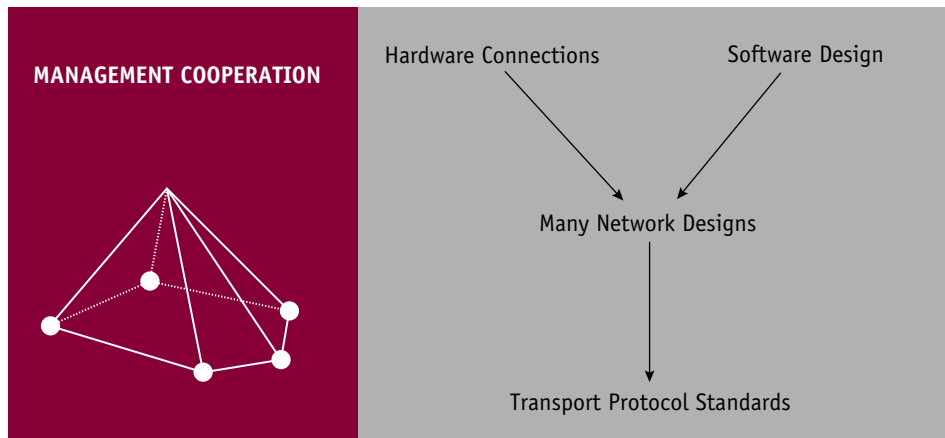 MANAGEMENT COOPERATION
Hardware Connections
Software Design
Many Network Designs
Transport Protocol Standards